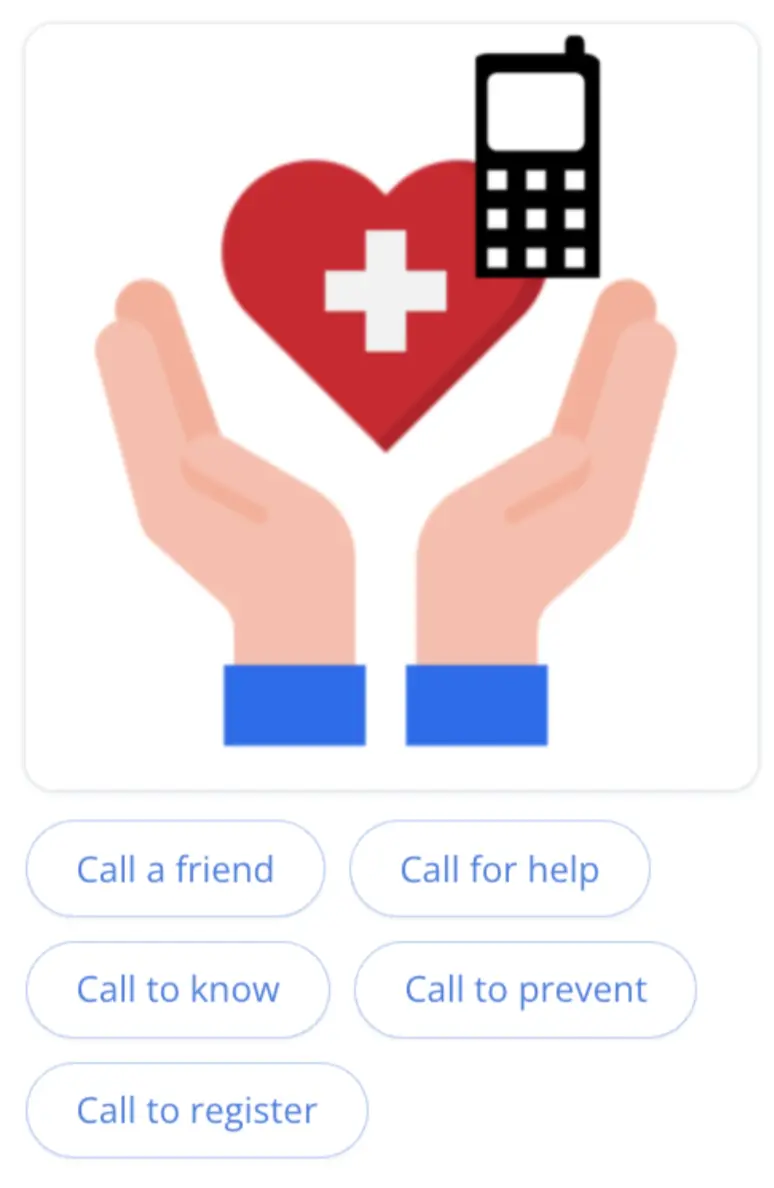 Call a friend
Call for help
Call to know
Call to prevent
Call to register